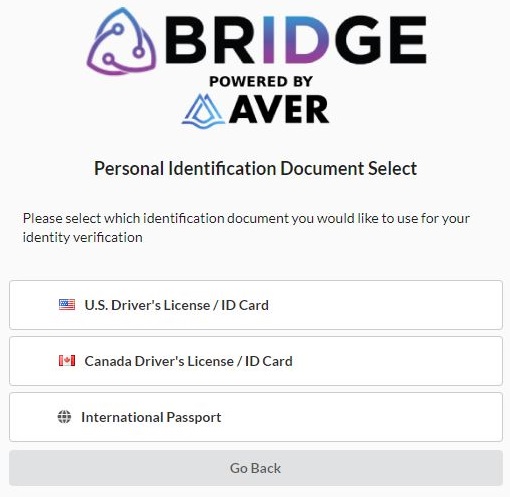 BRIDGE
POWERED BY
AVER
Personal Identification Document Select
Please select which identification document you would like to use for your
identity verification
U.S. Driver's License / ID Card
Canada Driver's License / ID Card
International Passport
Go Back